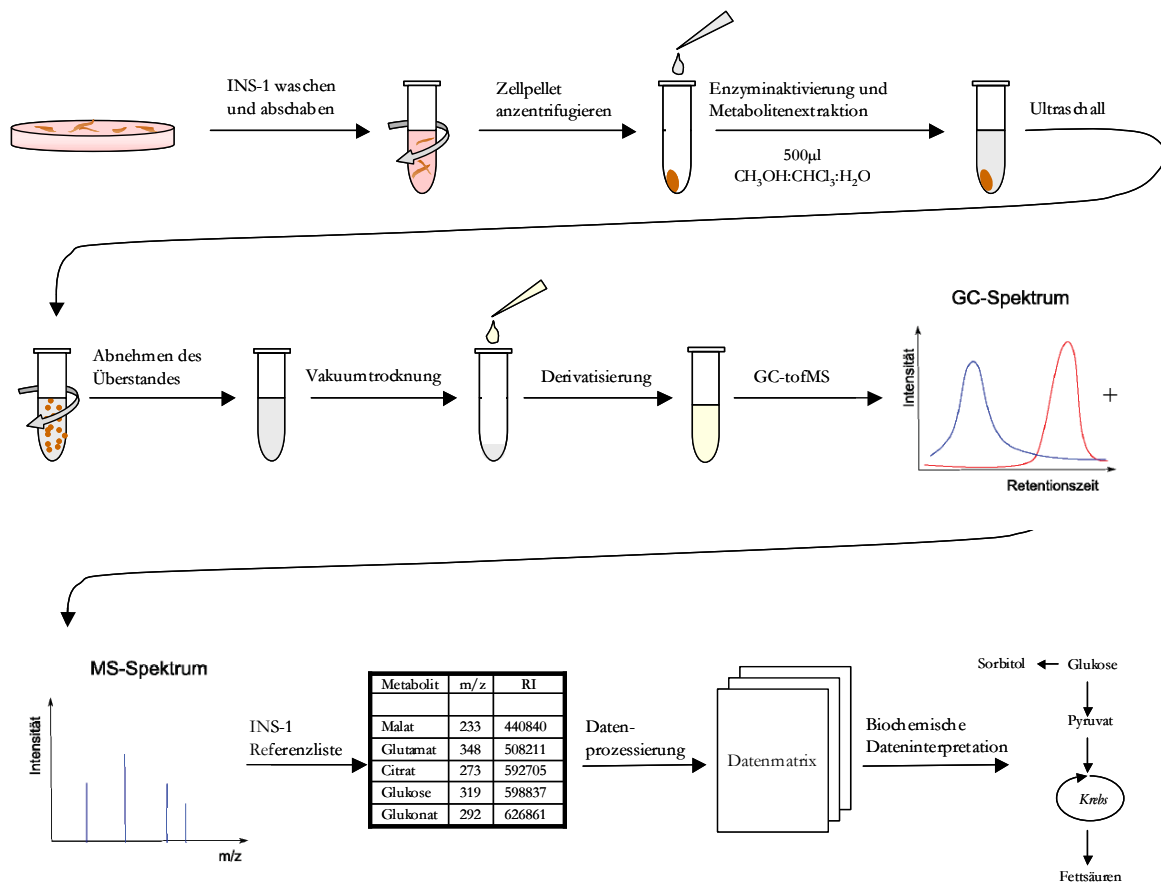 INS-1 waschen
und abschaben
Zellpellet
anzentrifugieren
Enzyminaktivierung und
Metabolitenextraktion
500µl
CH₃OH:CHCl₃:H₂O
Ultraschall
Abnehmen des
Überstandes
Vakuumtrocknung
Derivatisierung
GC-tofMS
GC-Spektrum
Intensität
Retentionszeit
+
MS-Spektrum
Intensität
m/z
INS-1
Referenzliste
Metabolit m/z RI
Malat 233 440840
Glutamat 348 508211
Citrat 273 592705
Glukose 319 598837
Glukonat 292 626861
Daten-
prozessierung
Datenmatrix
Biochemische
Dateninterpretation
Sorbitol Glukose
Pyruvat
Krebs
Fettsäuren